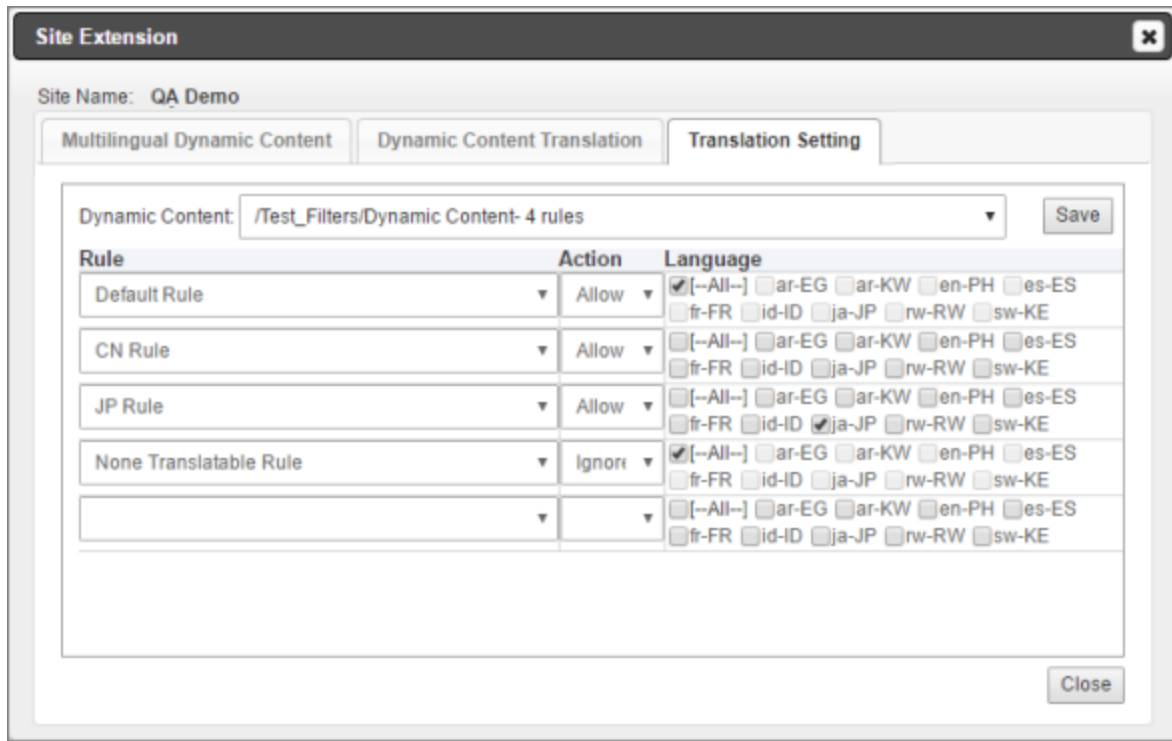 Site Extension
Site Name: QA Demo
Multilingual Dynamic Content Dynamic Content Translation Translation Setting
Dynamic Content: /Test_Filters/Dynamic Content- 4 rules Save
Rule Action Language
Default Rule Allow [--All--] ar-EG ar-KW en-PH es-ES
fr-FR id-ID ja-JP rw-RW sw-KE
CN Rule Allow [--All--] ar-EG ar-KW en-PH es-ES
fr-FR id-ID ja-JP rw-RW sw-KE
JP Rule Allow [--All--] ar-EG ar-KW en-PH es-ES
fr-FR id-ID ja-JP rw-RW sw-KE
None Translatable Rule Ignore [--All--] ar-EG ar-KW en-PH es-ES
fr-FR id-ID ja-JP rw-RW sw-KE
[--All--] ar-EG ar-KW en-PH es-ES
fr-FR id-ID ja-JP rw-RW sw-KE
Close